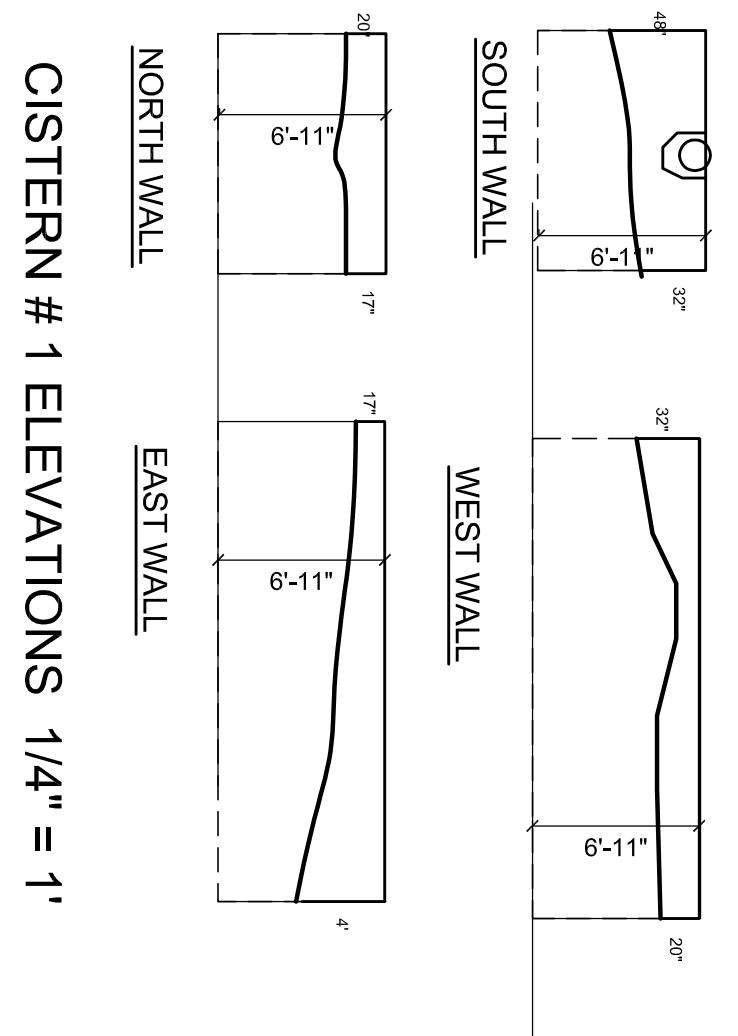 48"
6'-11"
32"
SOUTH WALL
32"
6'-11"
20"
WEST WALL
20"
6'-11"
17"
NORTH WALL
17"
6'-11"
4'
EAST WALL
CISTERN # 1 ELEVATIONS 1/4" = 1'